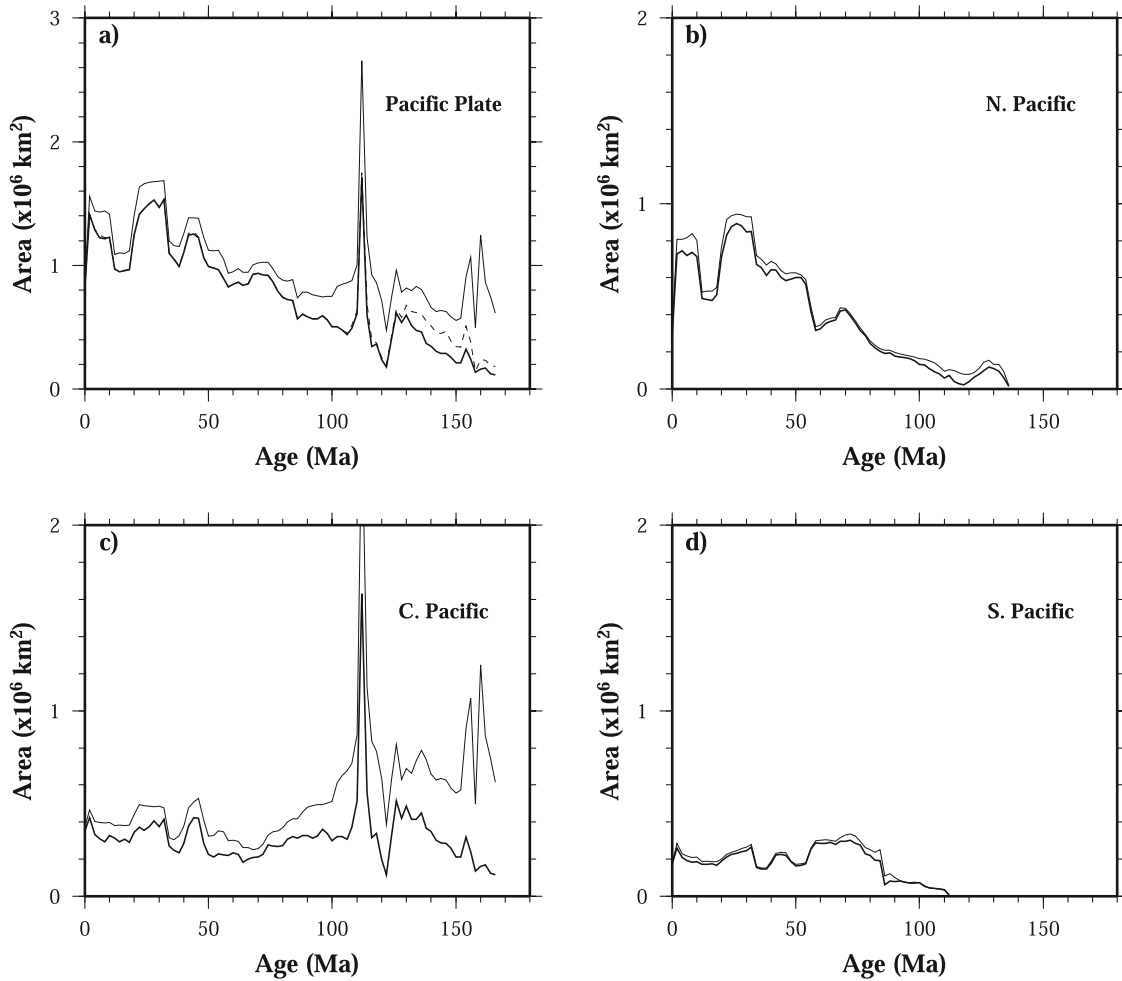 a)
Pacific Plate
3
2
1
0
Area (x10⁶ km²)
0 50 100 150
Age (Ma)
b)
N. Pacific
2
1
0
Area (x10⁶ km²)
0 50 100 150
Age (Ma)
c)
C. Pacific
2
1
0
Area (x10⁶ km²)
0 50 100 150
Age (Ma)
d)
S. Pacific
2
1
0
Area (x10⁶ km²)
0 50 100 150
Age (Ma)